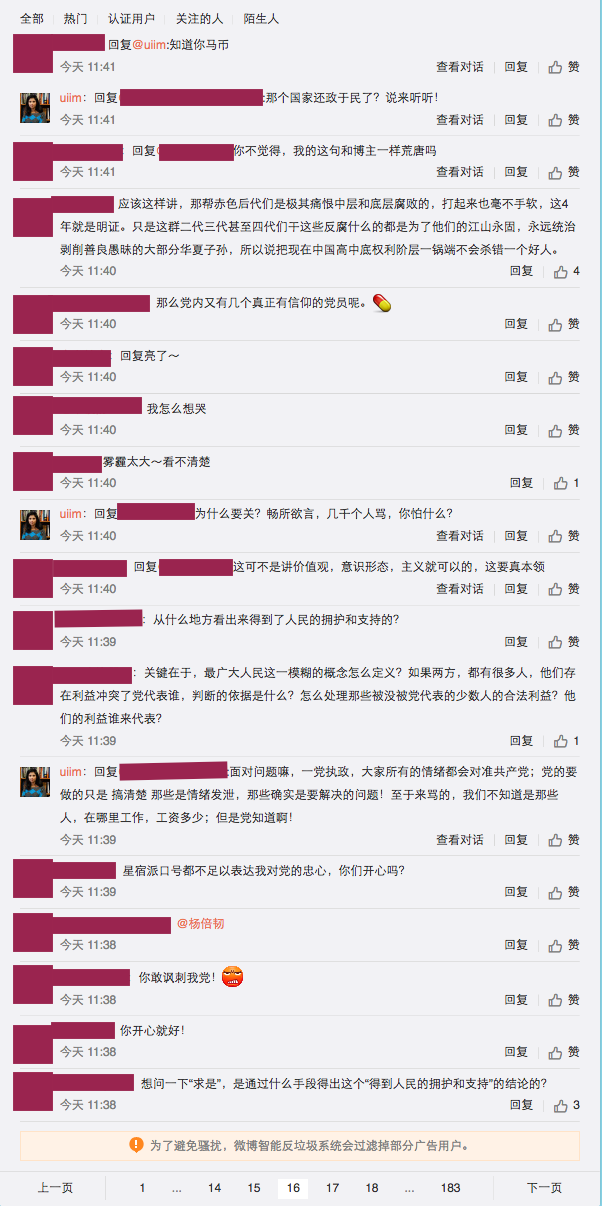 全部 热门 认证用户 关注的人 陌生人
回复@uiim:知道你马币
今天 11:41 查看对话 回复 赞
uiim：回复 :那个国家还政于民了？说来听听！
今天 11:41 查看对话 回复 赞
：回复 你不觉得，我的这句和博主一样荒唐吗
今天 11:41 查看对话 回复 赞
应该这样讲，那帮赤色后代们是极其痛恨中层和底层腐败的，打起来也毫不手软，这4
年就是明证。只是这群二代三代甚至四代们干这些反腐什么的都是为了他们的江山永固，永远统治
剥削善良愚昧的大部分华夏子孙，所以说把现在中国高中底权利阶层一锅端不会杀错一个好人。
今天 11:40 回复 4
那么党内又有几个真正有信仰的党员呢。
今天 11:40 回复 赞
回复亮了～
今天 11:40 回复 赞
我怎么想哭
今天 11:40 回复 赞
雾霾太大～看不清楚
今天 11:40 回复 1
uiim：回复 为什么要关？畅所欲言，几千个人骂，你怕什么？
今天 11:40 查看对话 回复 赞
回复 这可不是讲价值观，意识形态，主义就可以的，这要真本领
今天 11:40 查看对话 回复 赞
：从什么地方看出来得到了人民的拥护和支持的？
今天 11:39 回复 赞
：关键在于，最广大人民这一模糊的概念怎么定义？如果两方，都有很多人，他们存
在利益冲突了党代表谁，判断的依据是什么？怎么处理那些被没被党代表的少数人的合法利益？他
们的利益谁来代表？
今天 11:39 回复 1
uiim：回复 :面对问题嘛，一党执政，大家所有的情绪都会对准共产党；党的要
做的只是 搞清楚 那些是情绪发泄，那些确实是要解决的问题！至于来骂的，我们不知道是那些
人，在哪里工作，工资多少；但是党知道啊！
今天 11:39 查看对话 回复 赞
星宿派口号都不足以表达我对党的忠心，你们开心吗？
今天 11:39 回复 赞
@杨倍韧
今天 11:38 回复 赞
你敢讽刺我党！
今天 11:38 回复 赞
你开心就好！
今天 11:38 回复 赞
想问一下“求是”，是通过什么手段得出这个“得到人民的拥护和支持”的结论的？
今天 11:38 回复 3
为了避免骚扰，微博智能反垃圾系统会过滤掉部分广告用户。
上一页 1 ... 14 15 16 17 18 ... 183 下一页